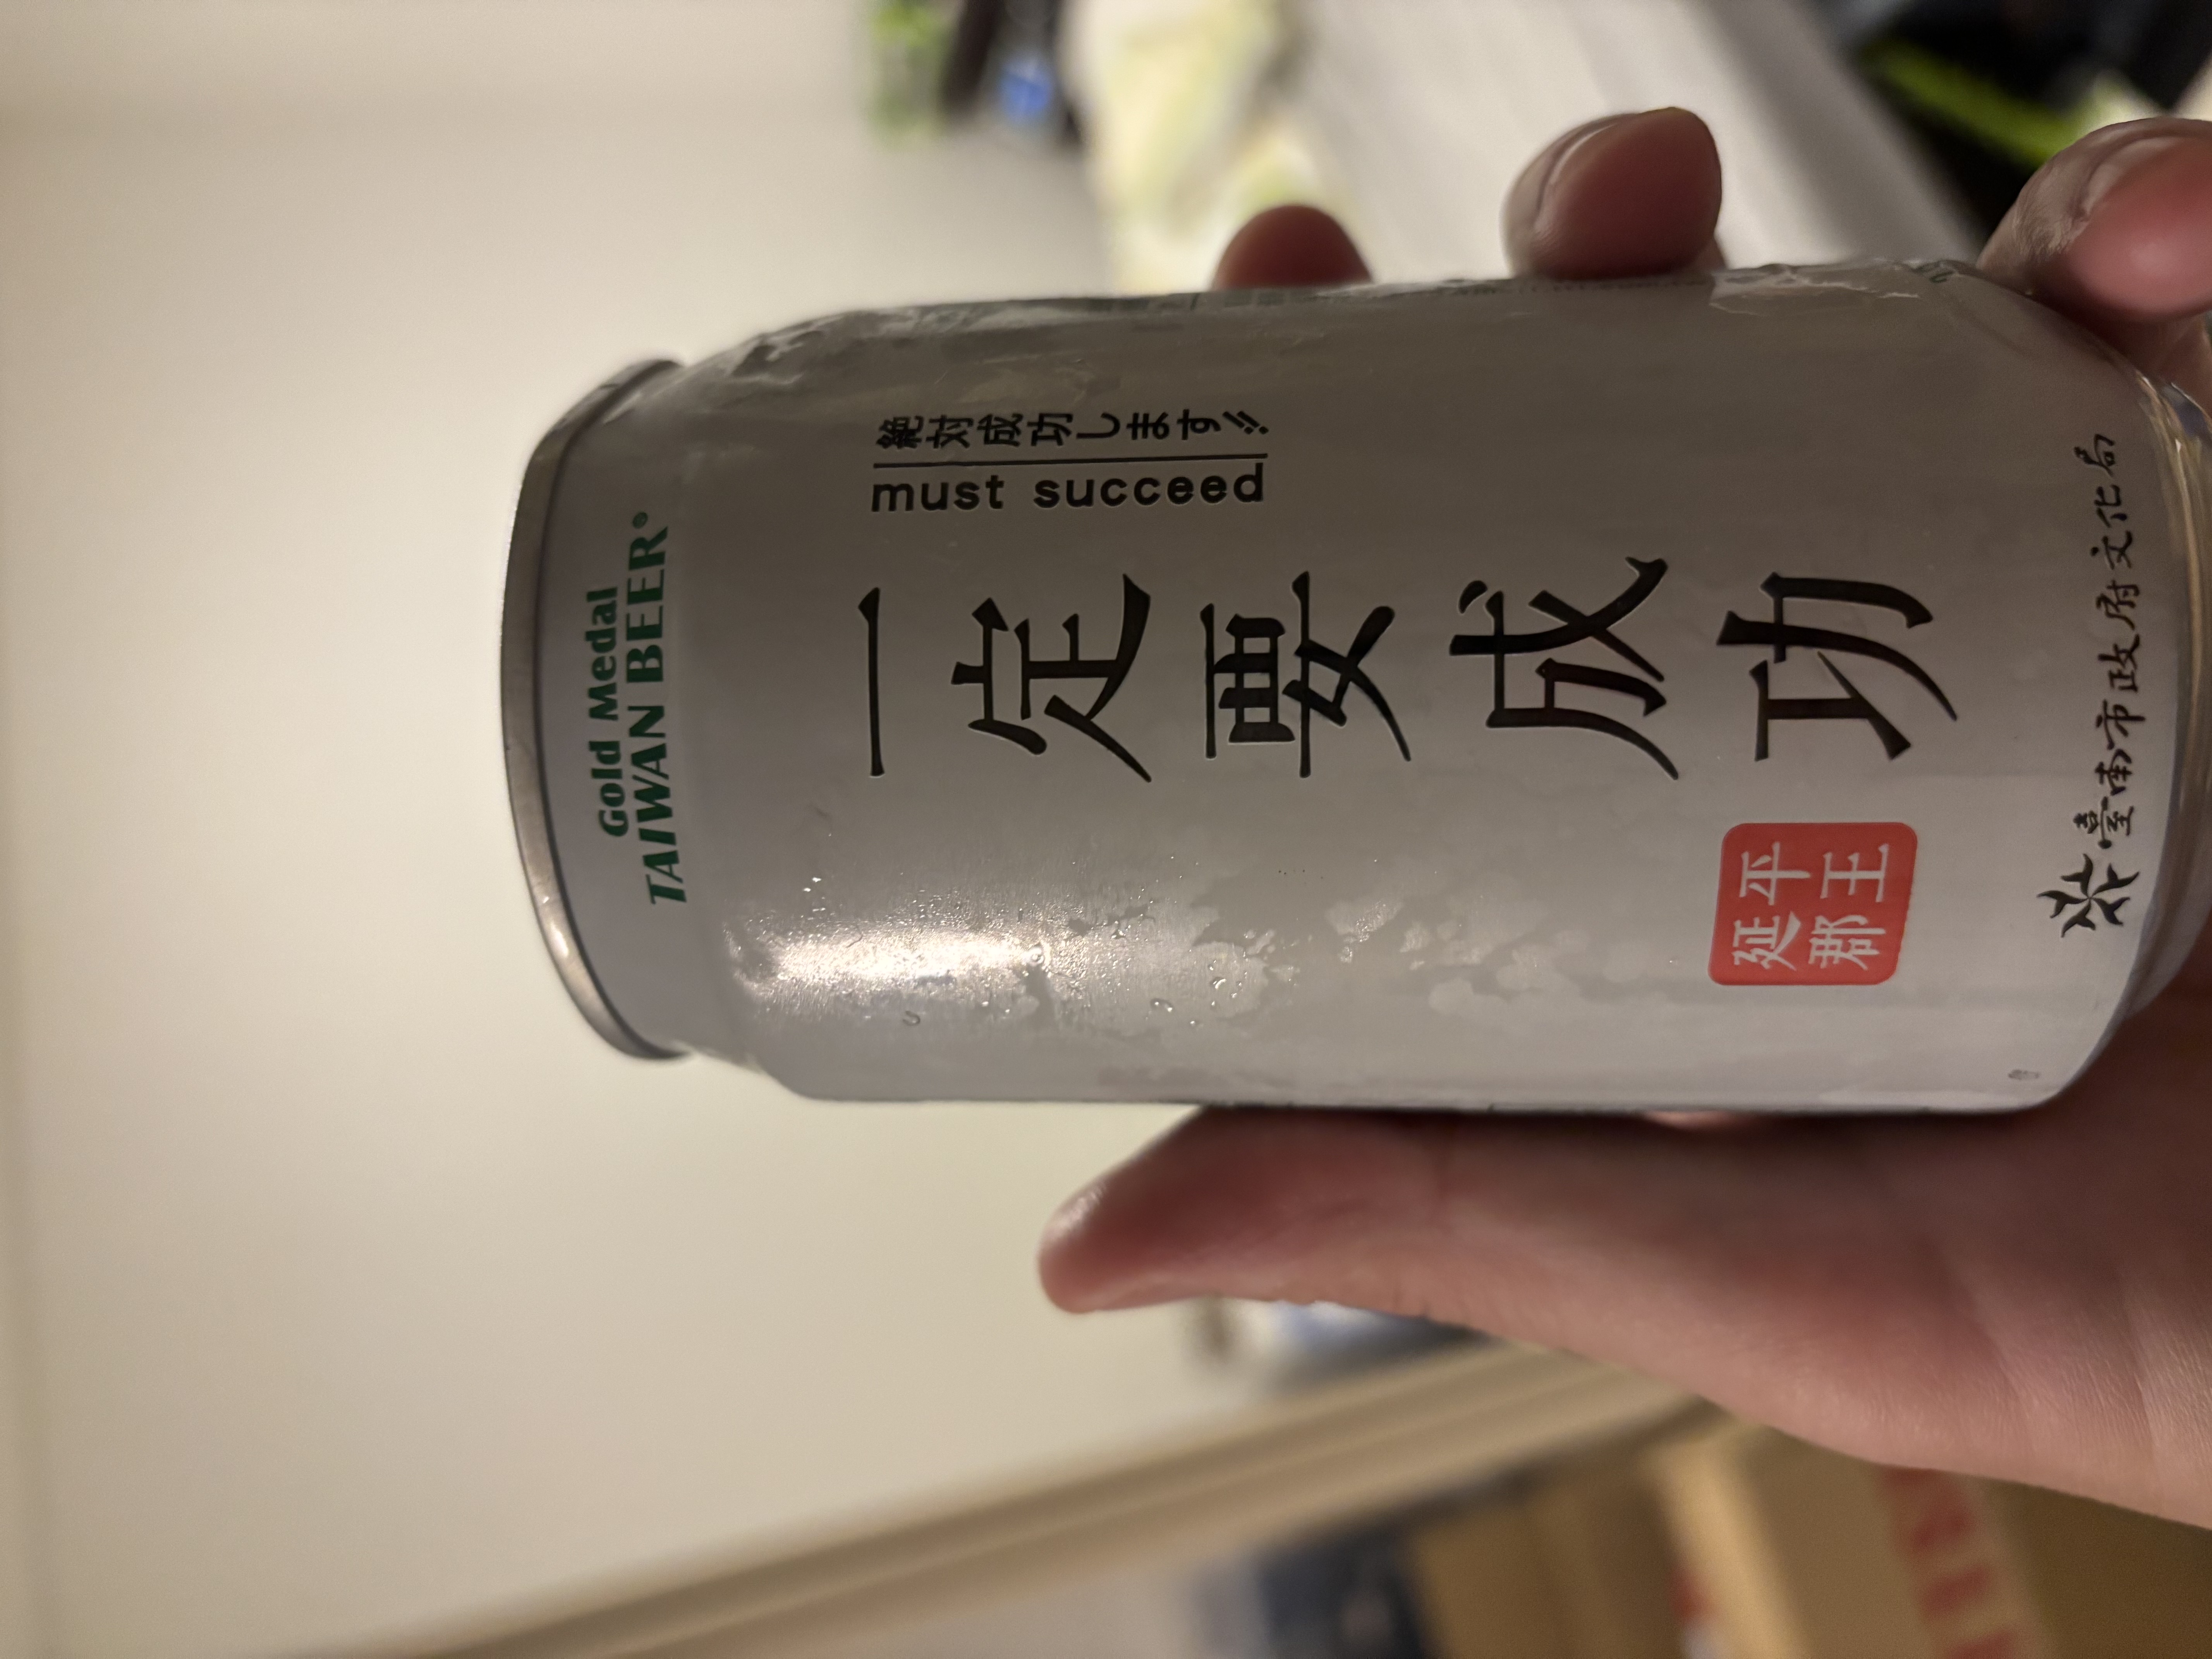 Gold Medal
TAIWAN BEER®
絶対成功します!!
must succeed
一定要成功
延平
郡王
臺南市政府文化局